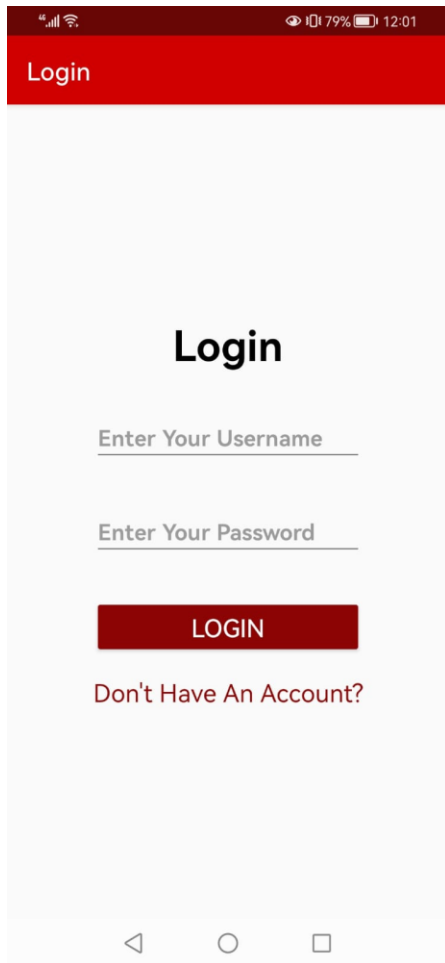 79% 12:01
Login
Login
Enter Your Username
Enter Your Password
LOGIN
Don't Have An Account?